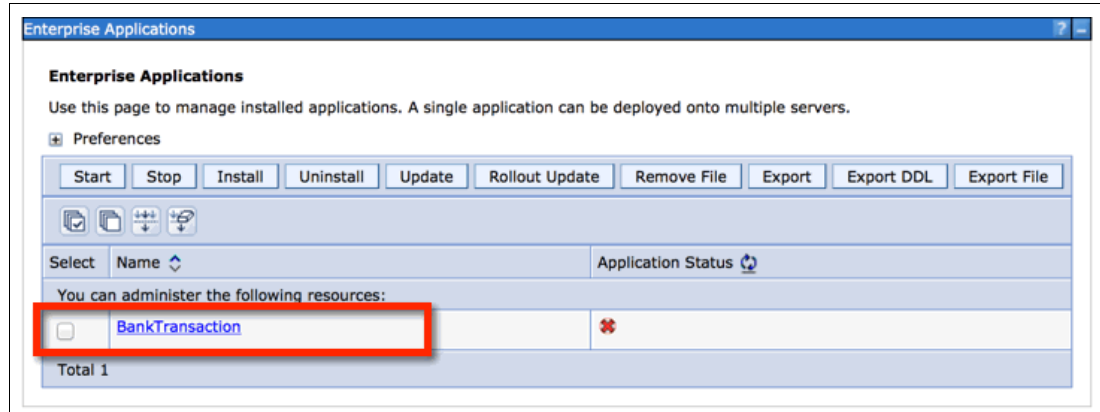 Enterprise Applications ? –
Enterprise Applications
Use this page to manage installed applications. A single application can be deployed onto multiple servers.
Preferences
Start Stop Install Uninstall Update Rollout Update Remove File Export Export DDL Export File
Select Name Application Status
You can administer the following resources:
BankTransaction
Total 1